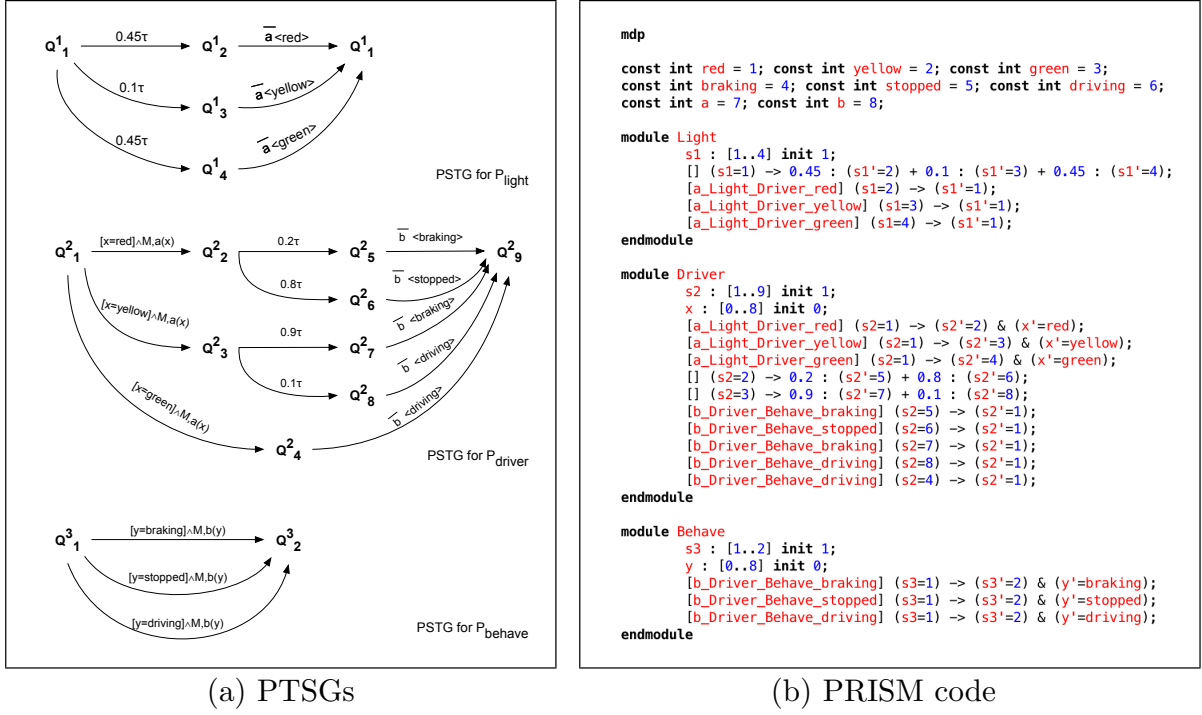 Q¹₁ 0.45τ Q¹₂ a̅ <red> Q¹₁
0.1τ
Q¹₃ a̅ <yellow>
0.45τ
Q¹₄ a̅ <green>
PSTG for P_light
Q²₁ [x=red]∧M,a(x) Q²₂ 0.2τ Q²₅ b̅ <braking> Q²₉
0.8τ
Q²₆ b̅ <stopped>
[x=yellow]∧M,a(x)
Q²₃ 0.9τ Q²₇ b̅ <braking>
0.1τ
Q²₈ b̅ <driving>
[x=green]∧M,a(x)
Q²₄ b̅ <driving>
PSTG for P_driver
Q³₁ [y=braking]∧M,b(y) Q³₂
[y=stopped]∧M,b(y)
[y=driving]∧M,b(y)
PSTG for P_behave
(a) PTSGs
mdp
const int red = 1; const int yellow = 2; const int green = 3;
const int braking = 4; const int stopped = 5; const int driving = 6;
const int a = 7; const int b = 8;
module Light
s1 : [1..4] init 1;
[] (s1=1) -> 0.45 : (s1'=2) + 0.1 : (s1'=3) + 0.45 : (s1'=4);
[a_Light_Driver_red] (s1=2) -> (s1'=1);
[a_Light_Driver_yellow] (s1=3) -> (s1'=1);
[a_Light_Driver_green] (s1=4) -> (s1'=1);
endmodule
module Driver
s2 : [1..9] init 1;
x : [0..8] init 0;
[a_Light_Driver_red] (s2=1) -> (s2'=2) & (x'=red);
[a_Light_Driver_yellow] (s2=1) -> (s2'=3) & (x'=yellow);
[a_Light_Driver_green] (s2=1) -> (s2'=4) & (x'=green);
[] (s2=2) -> 0.2 : (s2'=5) + 0.8 : (s2'=6);
[] (s2=3) -> 0.9 : (s2'=7) + 0.1 : (s2'=8);
[b_Driver_Behave_braking] (s2=5) -> (s2'=1);
[b_Driver_Behave_stopped] (s2=6) -> (s2'=1);
[b_Driver_Behave_braking] (s2=7) -> (s2'=1);
[b_Driver_Behave_driving] (s2=8) -> (s2'=1);
[b_Driver_Behave_driving] (s2=4) -> (s2'=1);
endmodule
module Behave
s3 : [1..2] init 1;
y : [0..8] init 0;
[b_Driver_Behave_braking] (s3=1) -> (s3'=2) & (y'=braking);
[b_Driver_Behave_stopped] (s3=1) -> (s3'=2) & (y'=stopped);
[b_Driver_Behave_driving] (s3=1) -> (s3'=2) & (y'=driving);
endmodule
(b) PRISM code